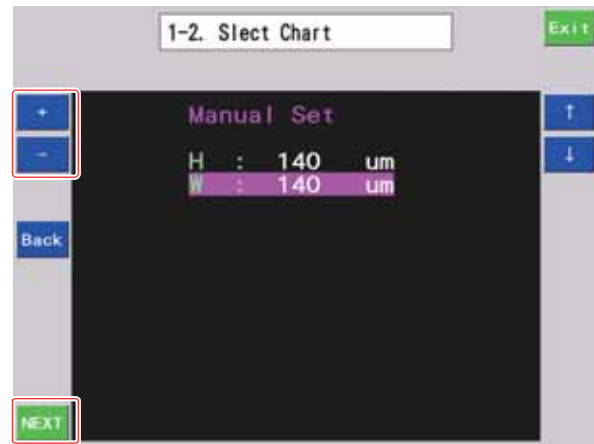 1-2. Slect Chart
Exit
+
Manual Set
↑
-
H : 140 um
↓
W : 140 um
Back
NEXT